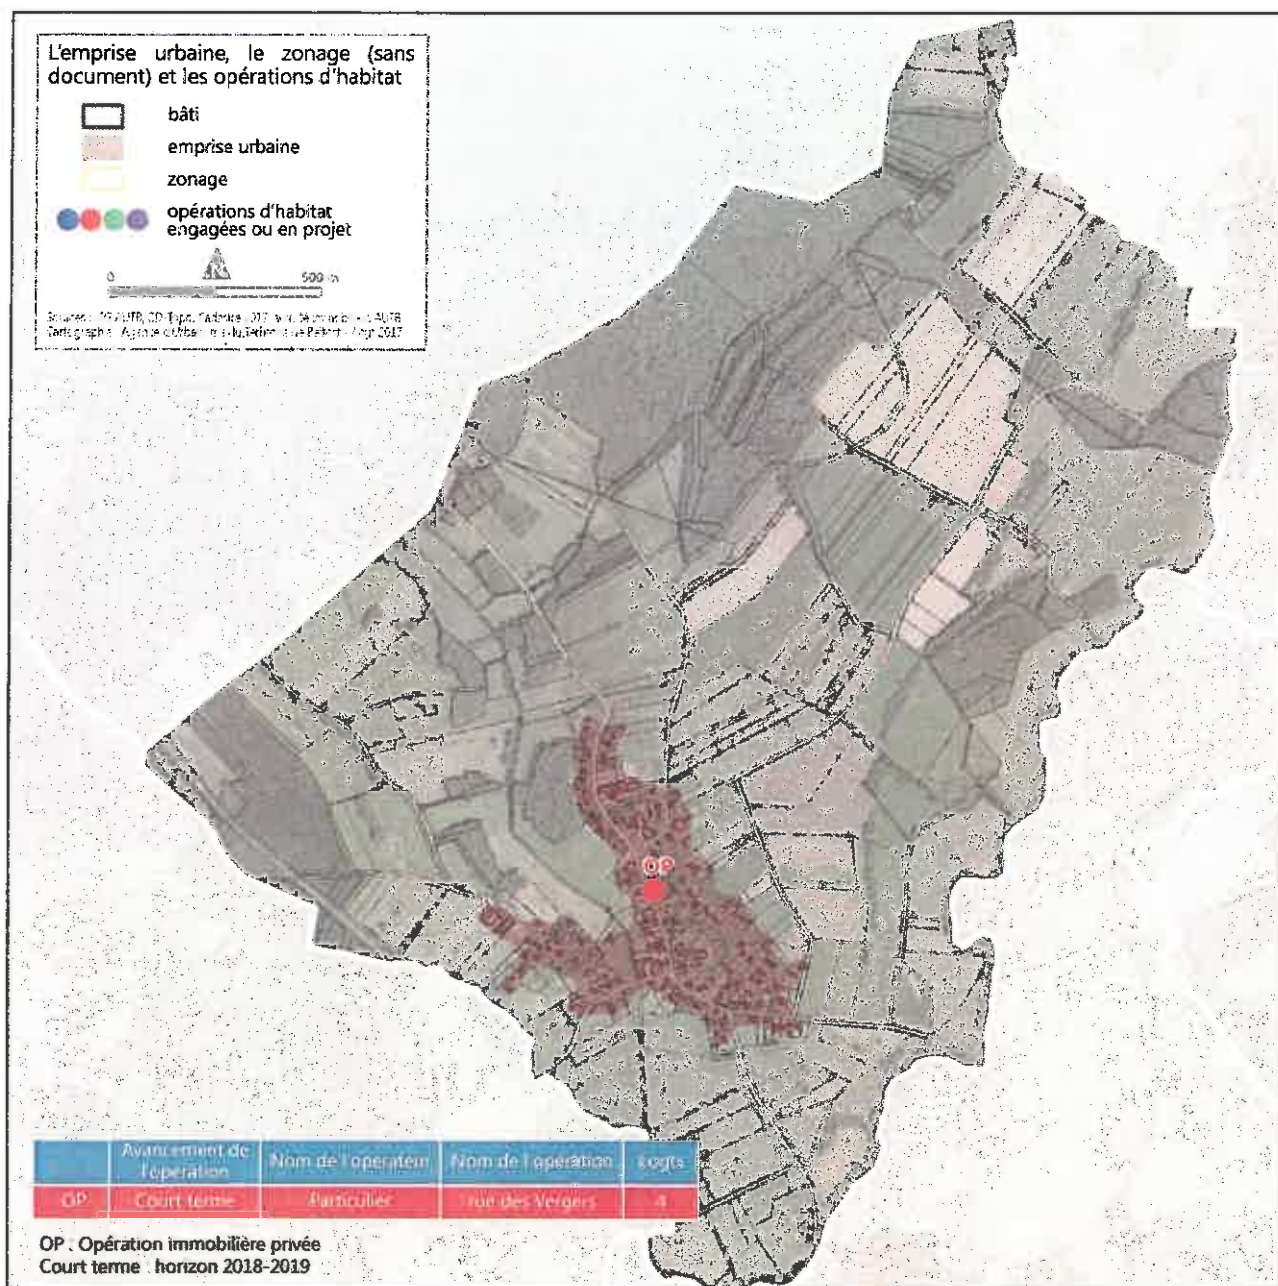 L'emprise urbaine, le zonage (sans
document) et les opérations d'habitat
bâti
emprise urbaine
zonage
opérations d'habitat
engagées ou en projet
N
0 500 m
2017
OP
Avancement de l'opération Nom de l'opérateur Nom de l'opération Logts
OP Court terme Particulier rue des Vergers 4
OP : Opération immobilière privée
Court terme : horizon 2018-2019